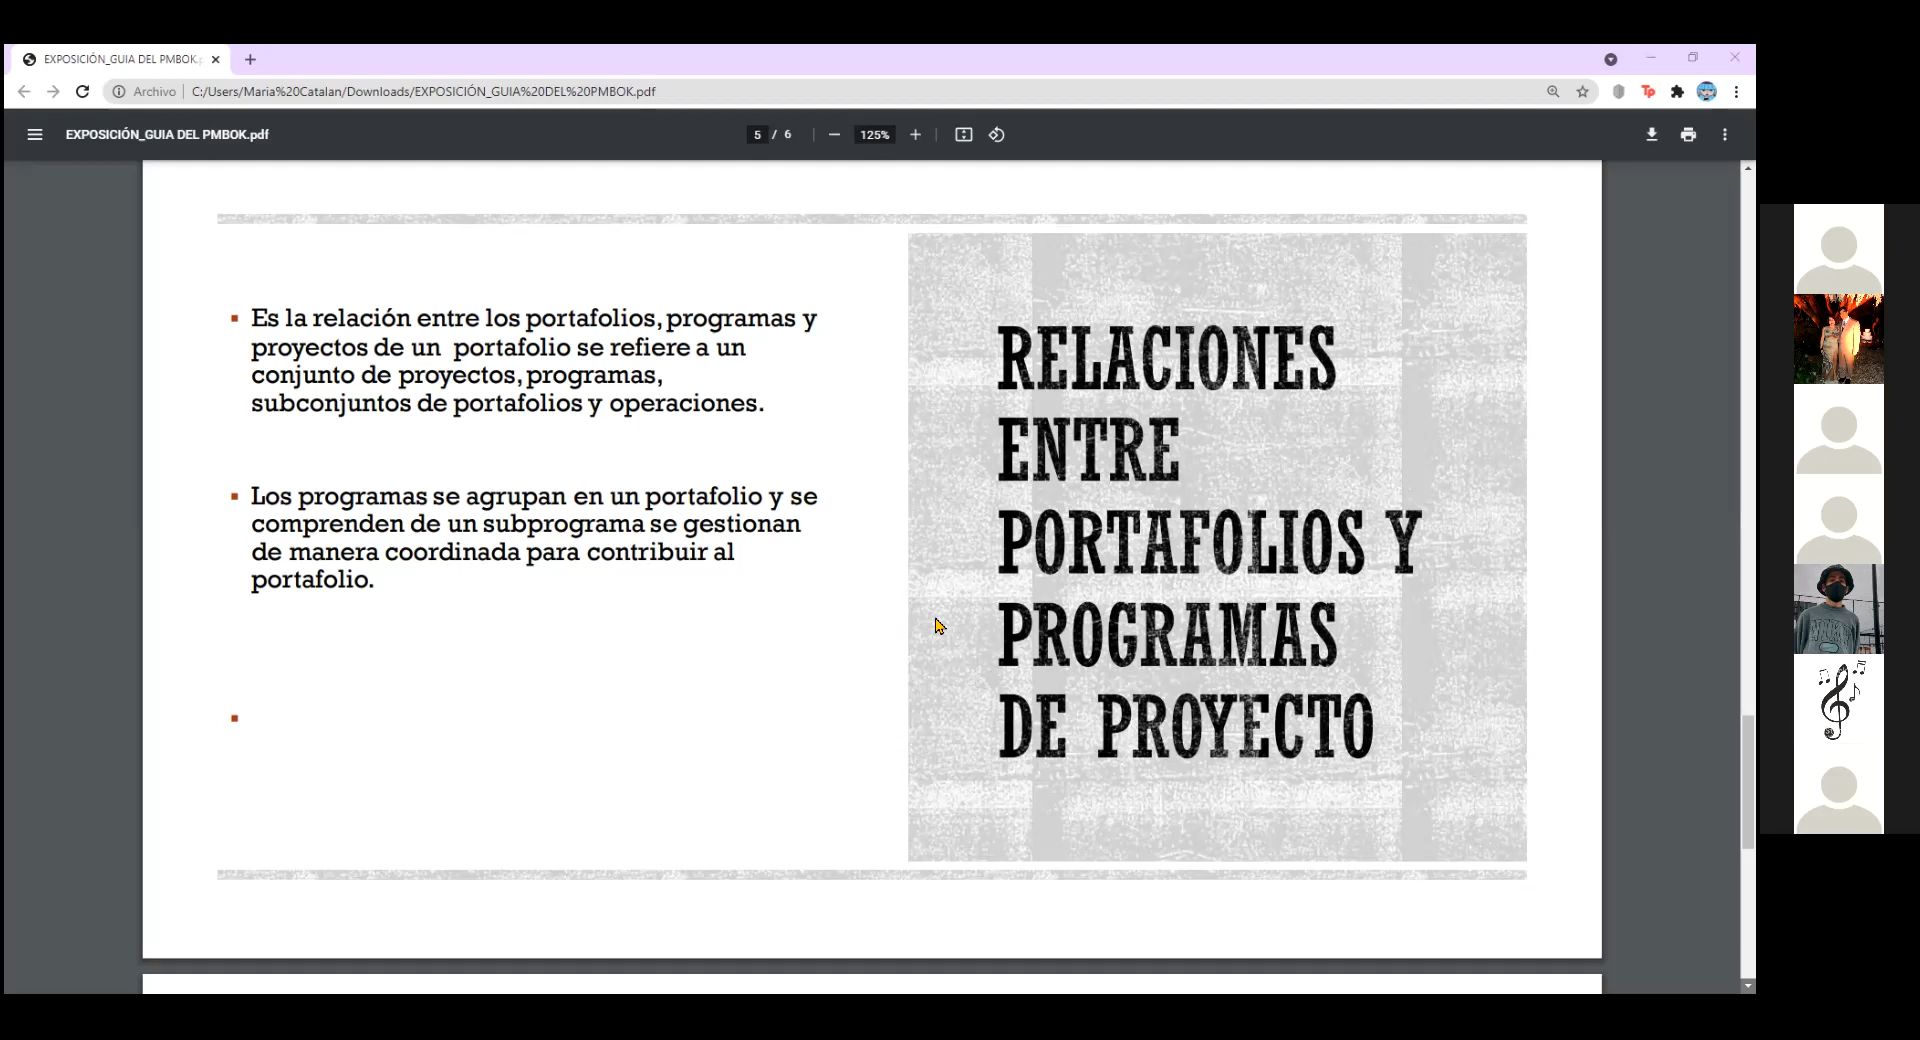 EXPOSICIÓN_GUIA DEL PMBOK.
Archivo | C:/Users/Maria%20Catalan/Downloads/EXPOSICIÓN_GUIA%20DEL%20PMBOK.pdf
EXPOSICIÓN_GUIA DEL PMBOK.pdf
5 / 6
125%
Es la relación entre los portafolios, programas y
proyectos de un portafolio se refiere a un
conjunto de proyectos, programas,
subconjuntos de portafolios y operaciones.
Los programas se agrupan en un portafolio y se
comprenden de un subprograma se gestionan
de manera coordinada para contribuir al
portafolio.
RELACIONES
ENTRE
PORTAFOLIOS Y
PROGRAMAS
DE PROYECTO